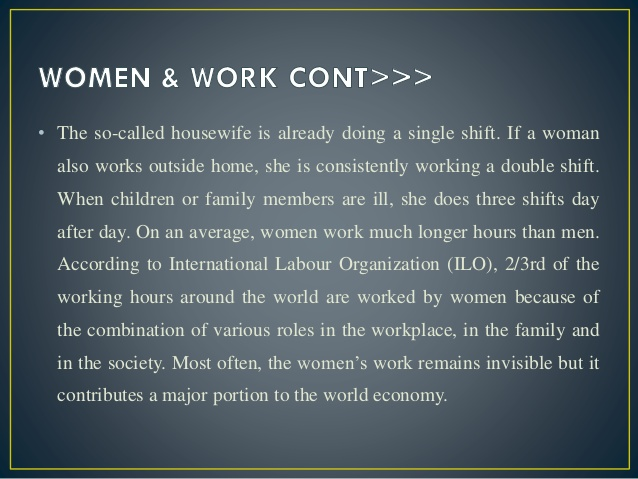 WOMEN & WORK CONT>>>
• The so-called housewife is already doing a single shift. If a woman
also works outside home, she is consistently working a double shift.
When children or family members are ill, she does three shifts day
after day. On an average, women work much longer hours than men.
According to International Labour Organization (ILO), 2/3rd of the
working hours around the world are worked by women because of
the combination of various roles in the workplace, in the family and
in the society. Most often, the women’s work remains invisible but it
contributes a major portion to the world economy.